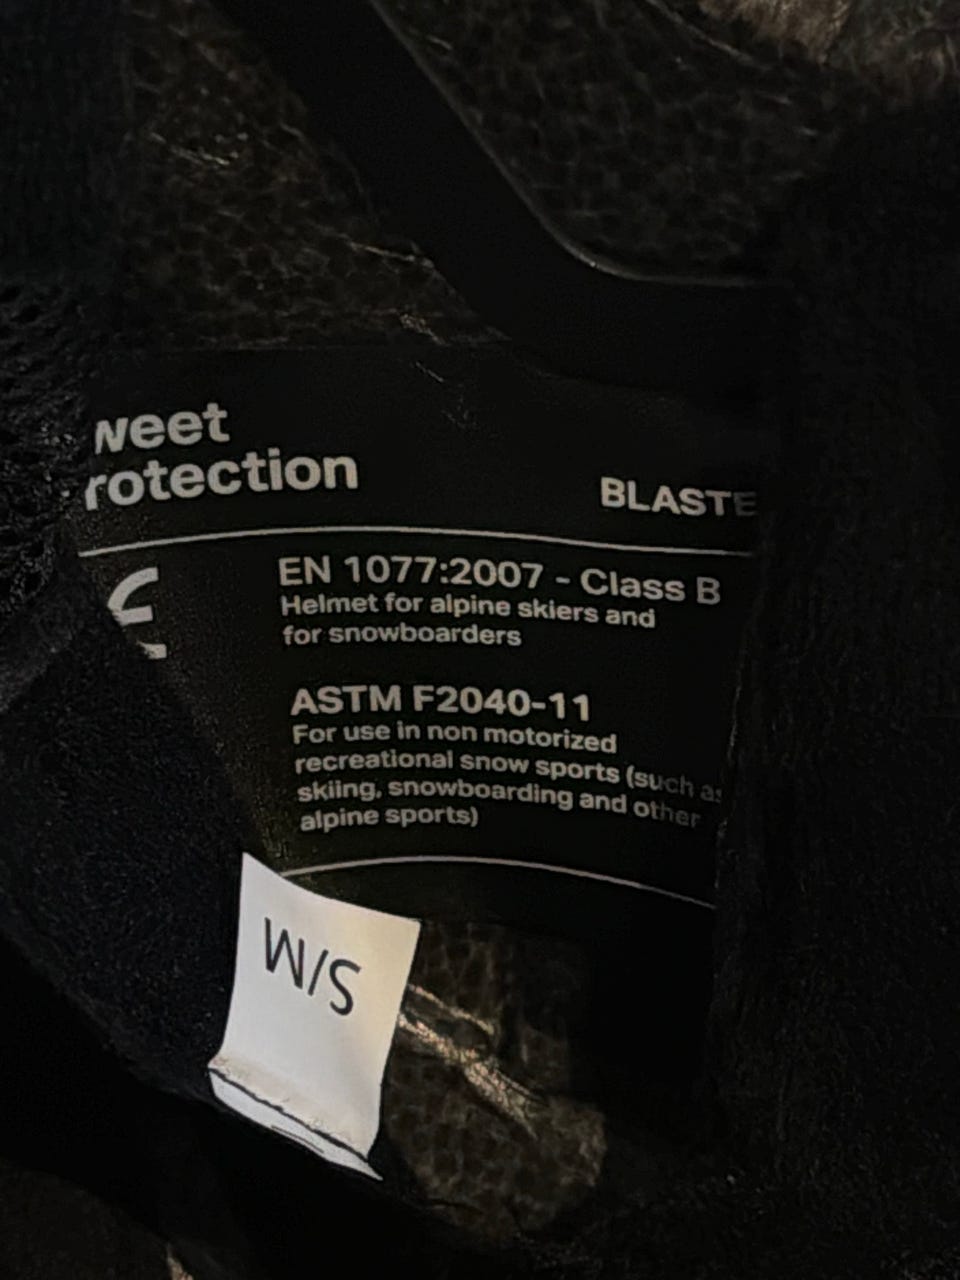 weet
rotection
BLASTE
EN 1077:2007 - Class B
Helmet for alpine skiers and
for snowboarders
ASTM F2040-11
For use in non motorized
recreational snow sports (such as
skiing, snowboarding and other
alpine sports)
S/M